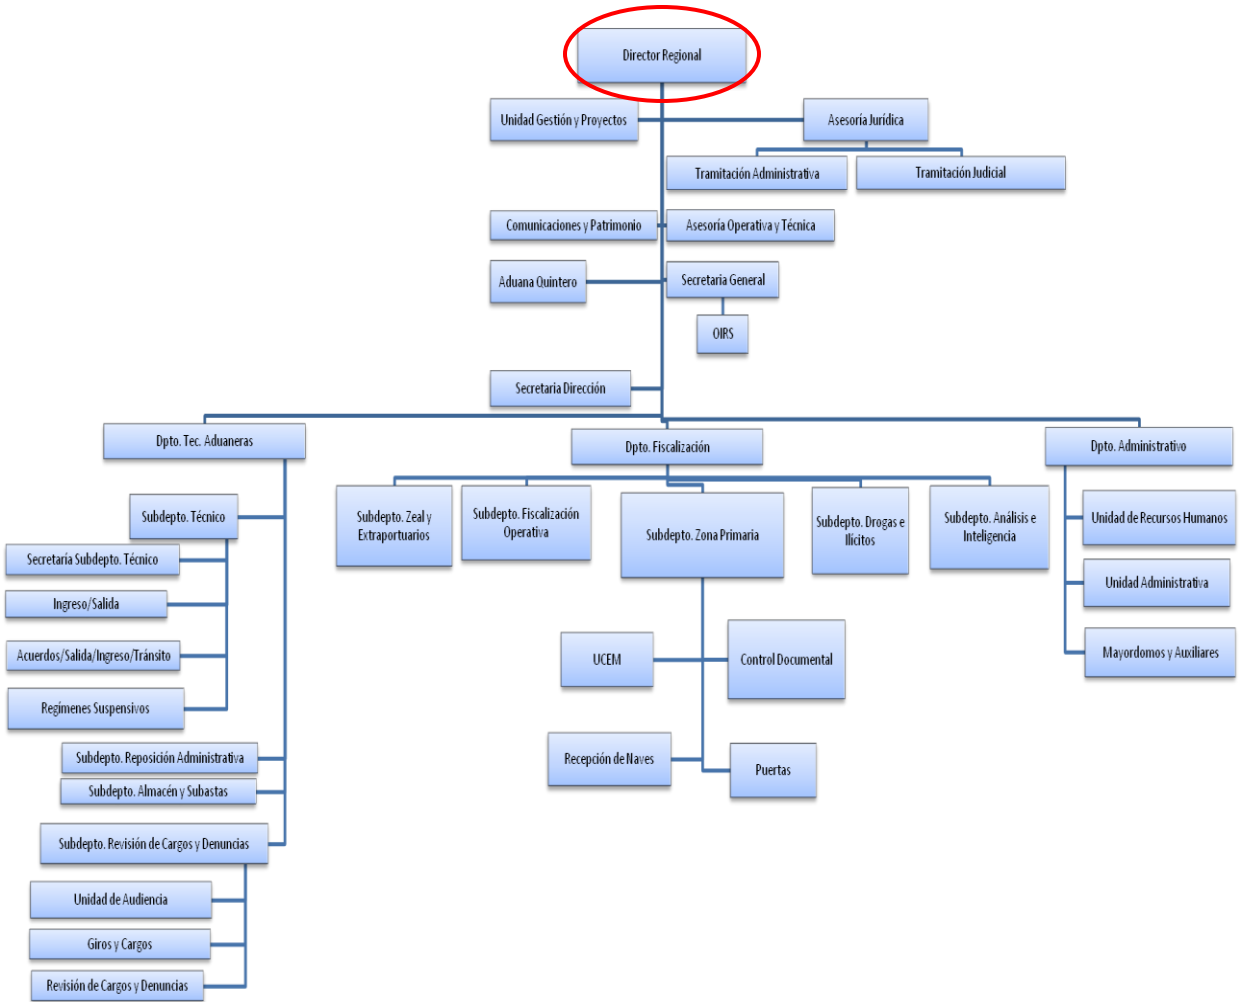 Director Regional
Unidad Gestión y Proyectos
Asesoría Jurídica
Tramitación Administrativa
Tramitación Judicial
Comunicaciones y Patrimonio
Asesoría Operativa y Técnica
Aduana Quintero
Secretaria General
OIRS
Secretaria Dirección
Dpto. Tec. Aduaneras
Dpto. Fiscalización
Dpto. Administrativo
Subdepto. Técnico
Secretaría Subdepto. Técnico
Ingreso/Salida
Acuerdos/Salida/Ingreso/Tránsito
Regímenes Suspensivos
Subdepto. Reposición Administrativa
Subdepto. Almacén y Subastas
Subdepto. Revisión de Cargos y Denuncias
Unidad de Audiencia
Giros y Cargos
Revisión de Cargos y Denuncias
Subdepto. Zeal y
Extraportuarios
Subdepto. Fiscalización
Operativa
Subdepto. Zona Primaria
Subdepto. Drogas e
Ilícitos
Subdepto. Análisis e
Inteligencia
UCEM
Control Documental
Recepción de Naves
Puertas
Unidad de Recursos Humanos
Unidad Administrativa
Mayordomos y Auxiliares